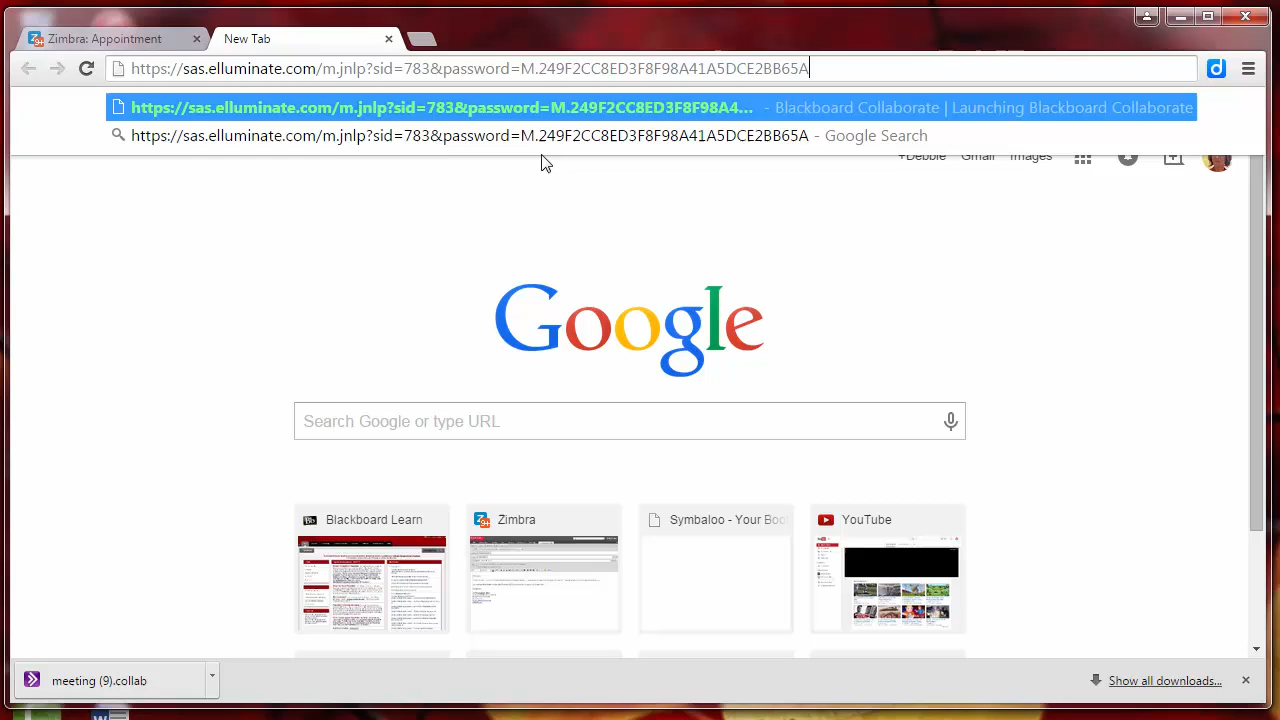 Zimbra: Appointment
New Tab
https://sas.elluminate.com/m.jnlp?sid=783&password=M.249F2CC8ED3F8F98A41A5DCE2BB65A
https://sas.elluminate.com/m.jnlp?sid=783&password=M.249F2CC8ED3F8F98A4... - Blackboard Collaborate | Launching Blackboard Collaborate
https://sas.elluminate.com/m.jnlp?sid=783&password=M.249F2CC8ED3F8F98A41A5DCE2BB65A - Google Search
+Debbie Gmail Images
Google
Search Google or type URL
Blackboard Learn
Zimbra
Symbaloo - Your Boo
YouTube
meeting (9).collab
Show all downloads...